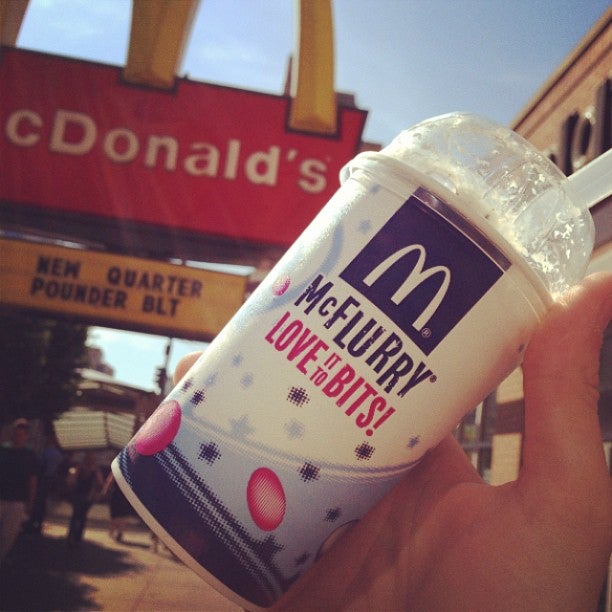 cDonald's
NEW QUARTER
POUNDER BLT
McFLURRY®
LOVE IT TO BITS!